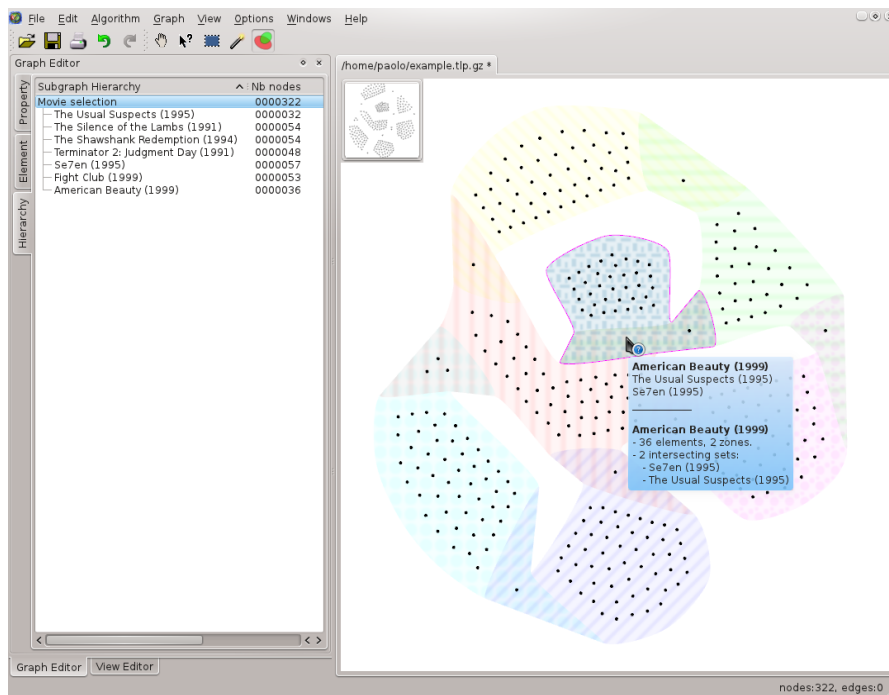 File Edit Algorithm Graph View Options Windows Help
Graph Editor
/home/paolo/example.tlp.gz *
Property
Element
Hierarchy
Subgraph Hierarchy Nb nodes
Movie selection 0000322
The Usual Suspects (1995) 0000032
The Silence of the Lambs (1991) 0000054
The Shawshank Redemption (1994) 0000054
Terminator 2: Judgment Day (1991) 0000048
Se7en (1995) 0000057
Fight Club (1999) 0000053
American Beauty (1999) 0000036
American Beauty (1999)
The Usual Suspects (1995)
Se7en (1995)
American Beauty (1999)
- 36 elements, 2 zones.
- 2 intersecting sets:
- Se7en (1995)
- The Usual Suspects (1995)
Graph Editor View Editor
nodes:322, edges:0